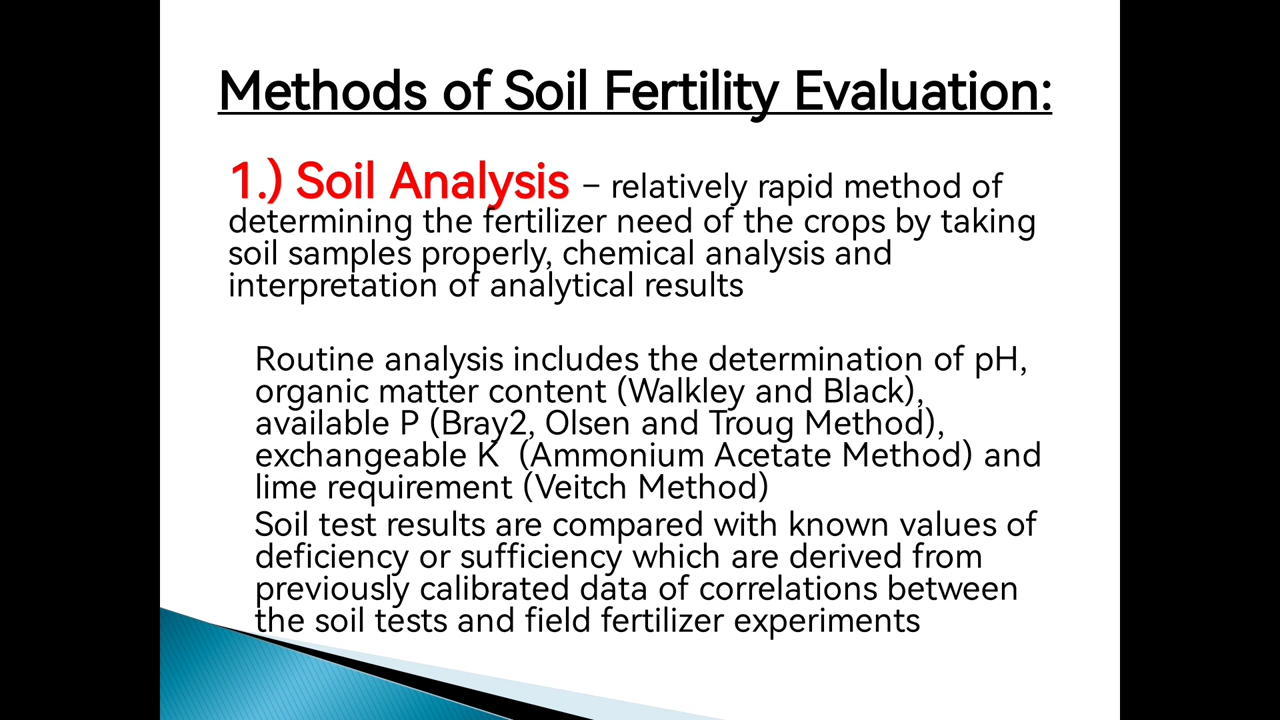 Methods of Soil Fertility Evaluation:
1.) Soil Analysis – relatively rapid method of
determining the fertilizer need of the crops by taking
soil samples properly, chemical analysis and
interpretation of analytical results
Routine analysis includes the determination of pH,
organic matter content (Walkley and Black),
available P (Bray2, Olsen and Troug Method),
exchangeable K (Ammonium Acetate Method) and
lime requirement (Veitch Method)
Soil test results are compared with known values of
deficiency or sufficiency which are derived from
previously calibrated data of correlations between
the soil tests and field fertilizer experiments